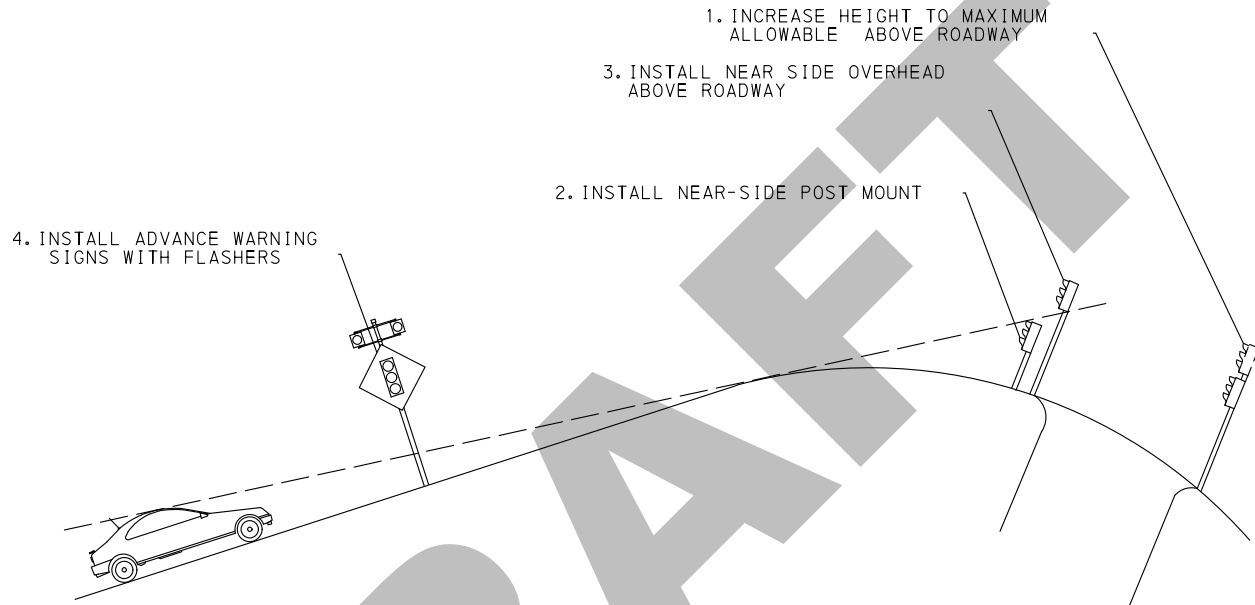 1. INCREASE HEIGHT TO MAXIMUM
ALLOWABLE ABOVE ROADWAY
3. INSTALL NEAR SIDE OVERHEAD
ABOVE ROADWAY
2. INSTALL NEAR-SIDE POST MOUNT
4. INSTALL ADVANCE WARNING
SIGNS WITH FLASHERS
DRAFT